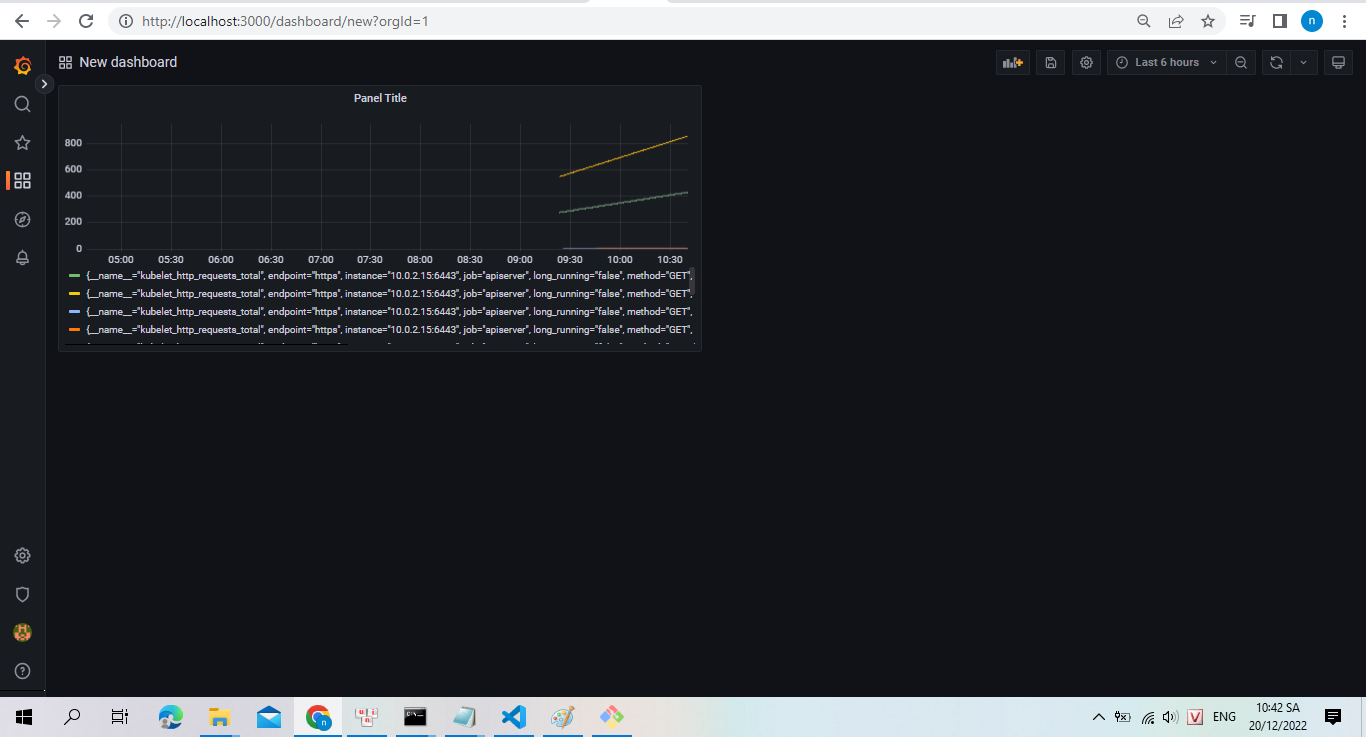 http://localhost:3000/dashboard/new?orgId=1
n
New dashboard
Last 6 hours
Panel Title
800
600
400
200
0
05:00 05:30 06:00 06:30 07:00 07:30 08:00 08:30 09:00 09:30 10:00 10:30
{__name__="kubelet_http_requests_total", endpoint="https", instance="10.0.2.15:6443", job="apiserver", long_running="false", method="GET",
{__name__="kubelet_http_requests_total", endpoint="https", instance="10.0.2.15:6443", job="apiserver", long_running="false", method="GET",
{__name__="kubelet_http_requests_total", endpoint="https", instance="10.0.2.15:6443", job="apiserver", long_running="false", method="GET",
{__name__="kubelet_http_requests_total", endpoint="https", instance="10.0.2.15:6443", job="apiserver", long_running="false", method="GET",
n
V
ENG
10:42 SA
20/12/2022